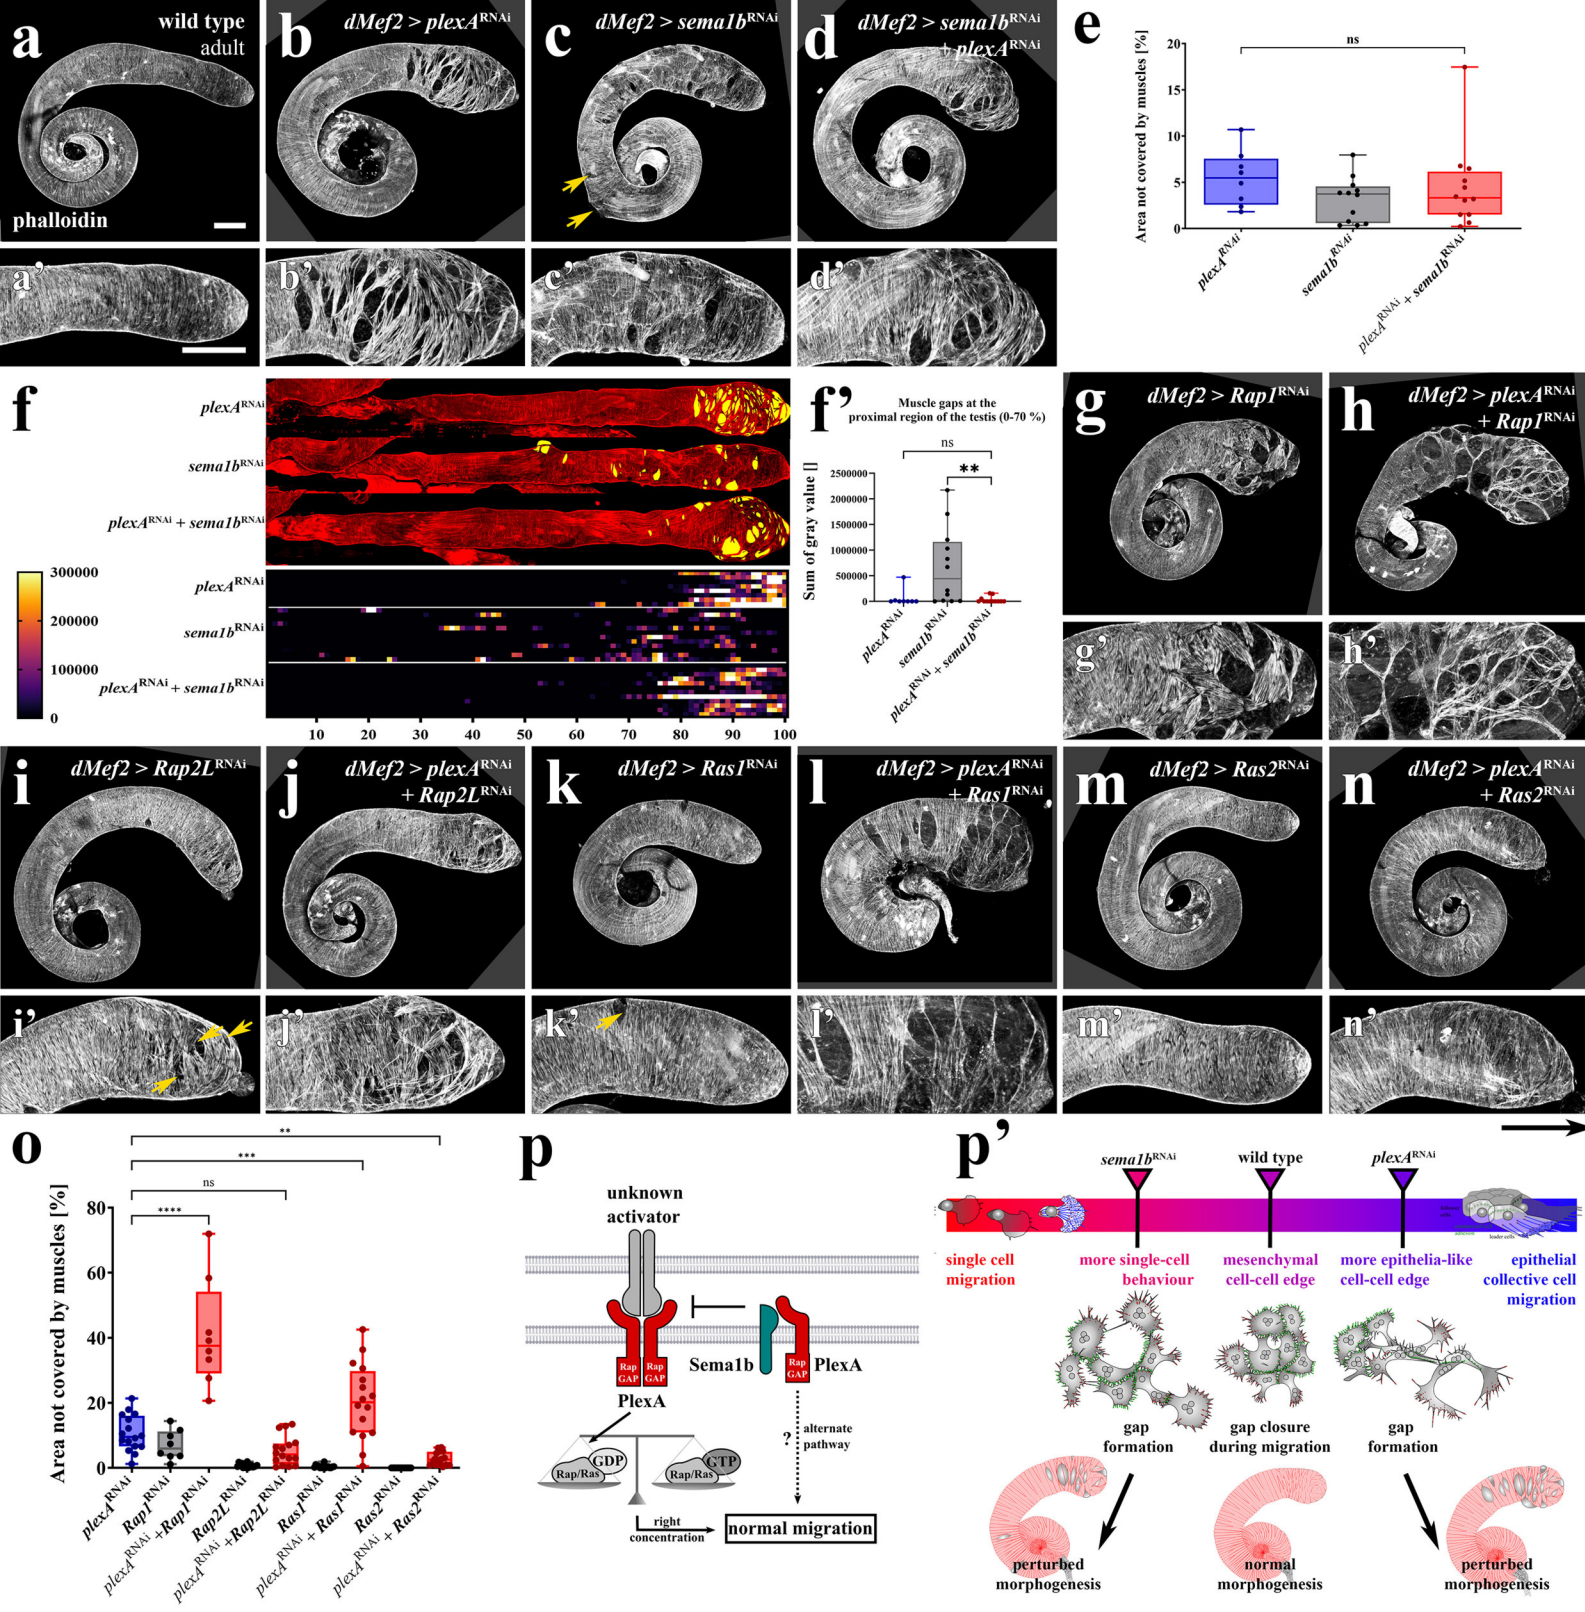 a
wild type
adult
phalloidin
b
dMef2 > plexA^RNAi
c
dMef2 > sema1b^RNAi
d
dMef2 > sema1b^RNAi
+ plexA^RNAi
e
Area not covered by muscles [%]
20
15
10
5
0
ns
plexA^RNAi
sema1b^RNAi
plexA^RNAi + sema1b^RNAi
a'
b'
c'
d'
f
plexA^RNAi
sema1b^RNAi
plexA^RNAi + sema1b^RNAi
300000
200000
100000
0
plexA^RNAi
sema1b^RNAi
plexA^RNAi + sema1b^RNAi
10 20 30 40 50 60 70 80 90 100
f'
Muscle gaps at the
proximal region of the testis (0-70 %)
ns
**
Sum of gray value []
2500000
2000000
1500000
1000000
500000
0
plexA^RNAi
sema1b^RNAi
plexA^RNAi + sema1b^RNAi
g
dMef2 > Rap1^RNAi
h
dMef2 > plexA^RNAi
+ Rap1^RNAi
g'
h'
i
dMef2 > Rap2L^RNAi
j
dMef2 > plexA^RNAi
+ Rap2L^RNAi
k
dMef2 > Ras1^RNAi
l
dMef2 > plexA^RNAi
+ Ras1^RNAi
m
dMef2 > Ras2^RNAi
n
dMef2 > plexA^RNAi
+ Ras2^RNAi
i'
j'
k'
l'
m'
n'
o
**
***
ns
****
Area not covered by muscles [%]
80
60
40
20
0
plexA^RNAi
Rap1^RNAi
plexA^RNAi +Rap1^RNAi
Rap2L^RNAi
plexA^RNAi +Rap2L^RNAi
Ras1^RNAi
plexA^RNAi + Ras1^RNAi
Ras2^RNAi
plexA^RNAi + Ras2^RNAi
p
unknown
activator
Rap
GAP
Rap
GAP
PlexA
Sema1b
Rap
GAP
PlexA
GDP
Rap/Ras
GTP
Rap/Ras
?
alternate
pathway
right
concentration
normal migration
p'
sema1b^RNAi
wild type
plexA^RNAi
leader cells
single cell
migration
more single-cell
behaviour
mesenchymal
cell-cell edge
more epithelia-like
cell-cell edge
epithelial
collective cell
migration
gap
formation
gap closure
during migration
gap
formation
perturbed
morphogenesis
normal
morphogenesis
perturbed
morphogenesis